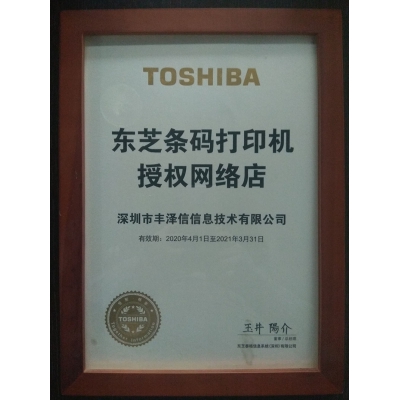 TOSHIBA
东芝条码打印机
授权网络店
深圳市丰泽信信息技术有限公司
有效期：2020年4月1日至2021年3月31日
TOSHIBA
玉井 陽介